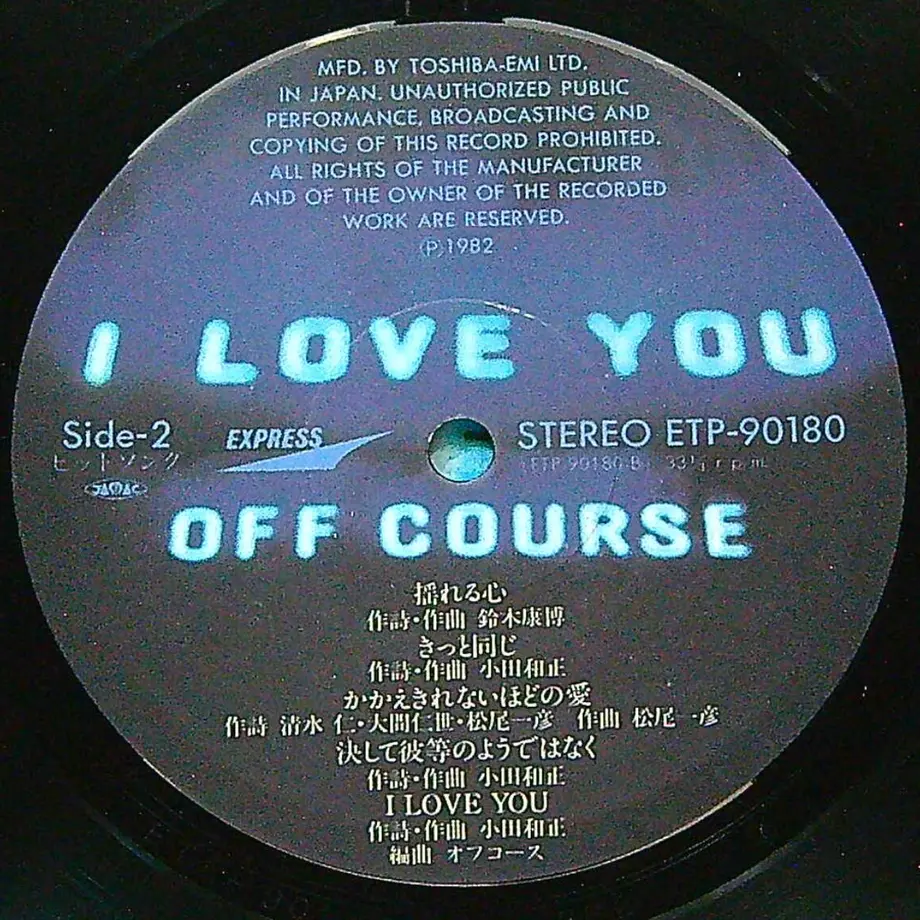 MFD. BY TOSHIBA-EMI LTD.
IN JAPAN. UNAUTHORIZED PUBLIC
PERFORMANCE, BROADCASTING AND
COPYING OF THIS RECORD PROHIBITED.
ALL RIGHTS OF THE MANUFACTURER
AND OF THE OWNER OF THE RECORDED
WORK ARE RESERVED.
Ⓟ1982
I LOVE YOU
Side-2 EXPRESS STEREO ETP-90180
ヒットソング (ETP 90180-B) 33⅓ r.p.m.
JASRAC
OFF COURSE
揺れる心
作詩・作曲 鈴木康博
きっと同じ
作詩・作曲 小田和正
かかえきれないほどの愛
作詩 清水 仁・大間仁世・松尾一彦 作曲 松尾一彦
決して彼等のようではなく
作詩・作曲 小田和正
I LOVE YOU
作詩・作曲 小田和正
編曲 オフコース